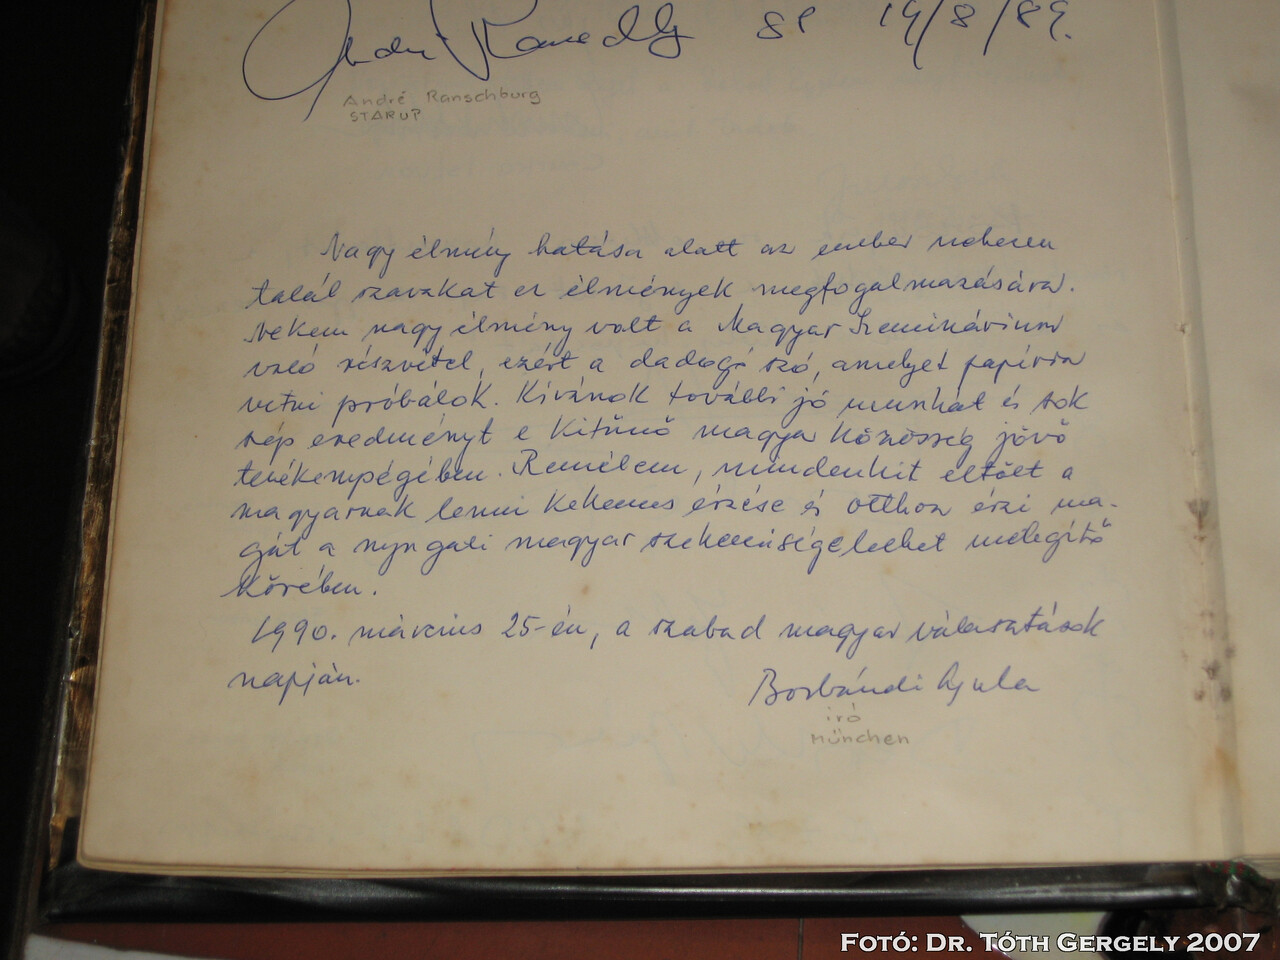 SP 14/8/89.
André Ranschburg
STARUP
Nagy élmény hatása alatt az ember nehezen
talál szavakat ez élmények megfogalmazására.
Nekem nagy élmény volt a Magyar Szeminárium
való részvétel, ezért a dadogó szó, amelyet papírra
vetni próbálok. Kívánok további jó munkát és sok
szép eredményt e kitűnő magyar közösség jövő
tevékenységében. Remélem, mindenkit eltölt a
magyarnak lenni kellemes érzése és otthon érzi ma-
gát a nyugati magyar melegítő
körében.
1990. március 25-én, a szabad magyar választások
napján.
Borbándi Gyula
író
München
Fotó: Dr. Tóth Gergely 2007